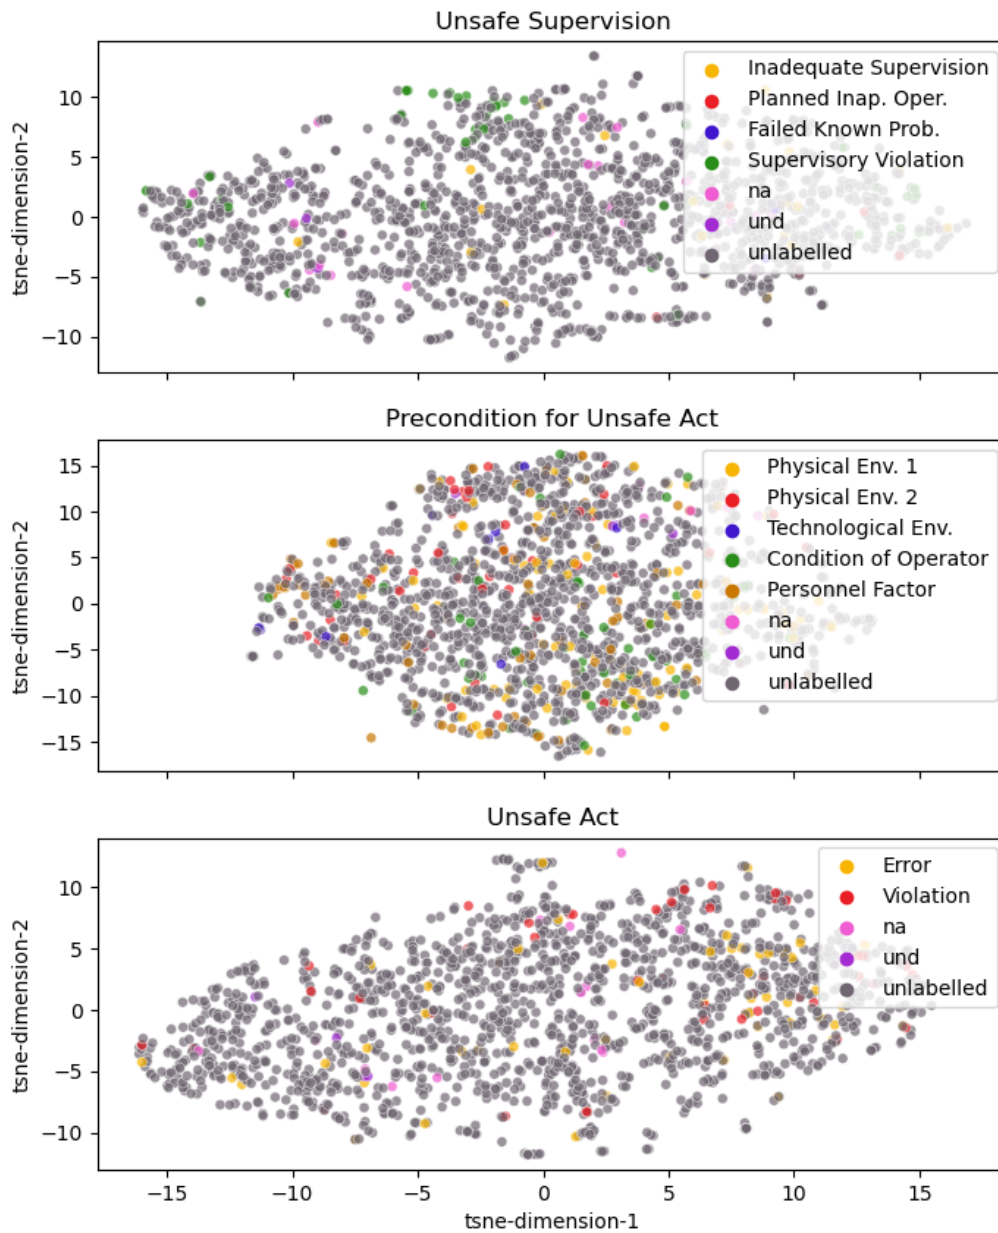 Unsafe Supervision
tsne-dimension-2
10
5
0
−5
−10
Inadequate Supervision
Planned Inap. Oper.
Failed Known Prob.
Supervisory Violation
na
und
unlabelled
Precondition for Unsafe Act
tsne-dimension-2
15
10
5
0
−5
−10
−15
Physical Env. 1
Physical Env. 2
Technological Env.
Condition of Operator
Personnel Factor
na
und
unlabelled
Unsafe Act
tsne-dimension-2
10
5
0
−5
−10
Error
Violation
na
und
unlabelled
−15 −10 −5 0 5 10 15
tsne-dimension-1